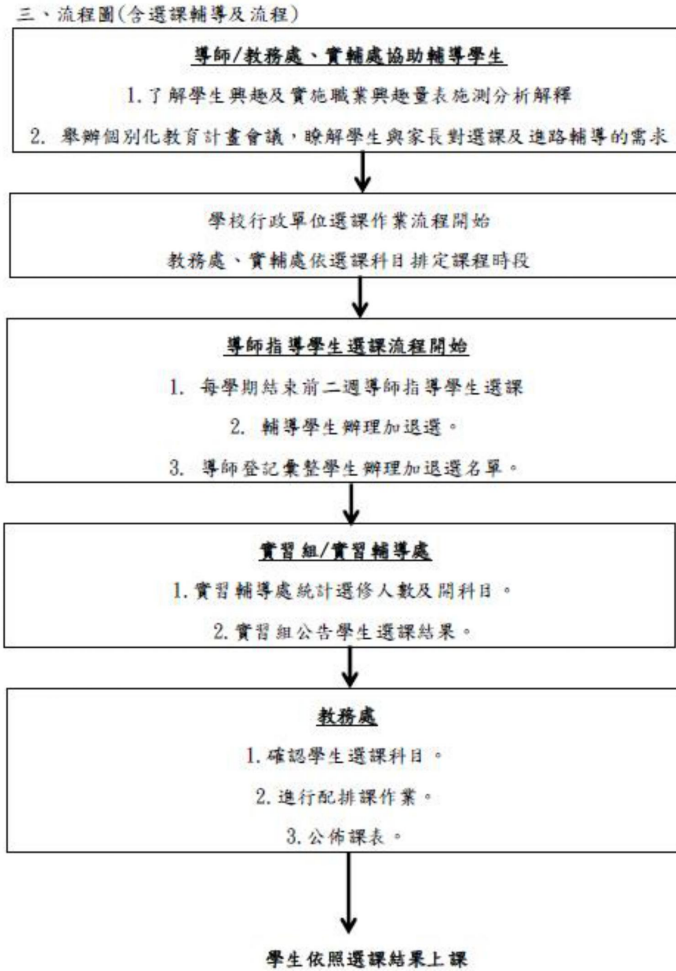 三、流程圖(含選課輔導及流程)
導師/教務處、實輔處協助輔導學生
1.了解學生興趣及實施職業興趣量表施測分析解釋
2. 舉辦個別化教育計畫會議，瞭解學生與家長對選課及進路輔導的需求
學校行政單位選課作業流程開始
教務處、實輔處依選課科目排定課程時段
導師指導學生選課流程開始
1. 每學期結束前二週導師指導學生選課
2. 輔導學生辦理加退選。
3. 導師登記彙整學生辦理加退選名單。
實習組/實習輔導處
1.實習輔導處統計選修人數及開科目。
2.實習組公告學生選課結果。
教務處
1.確認學生選課科目。
2.進行配排課作業。
3.公佈課表。
學生依照選課結果上課